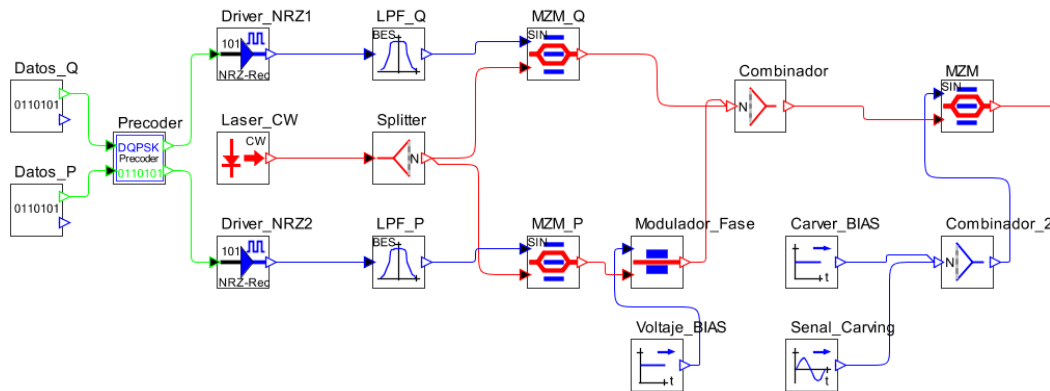 Driver_NRZ1 LPF_Q MZM_Q
101 BES SIN
NRZ-Rec
Datos_Q Combinador MZM
0110101 N SIN
Precoder Laser_CW Splitter
DQPSK CW N
Precoder
0110101
Datos_P
0110101
Driver_NRZ2 LPF_P MZM_P Modulador_Fase Carver_BIAS Combinador_2
101 BES SIN t N
NRZ-Rec
Voltaje_BIAS Senal_Carving
t t